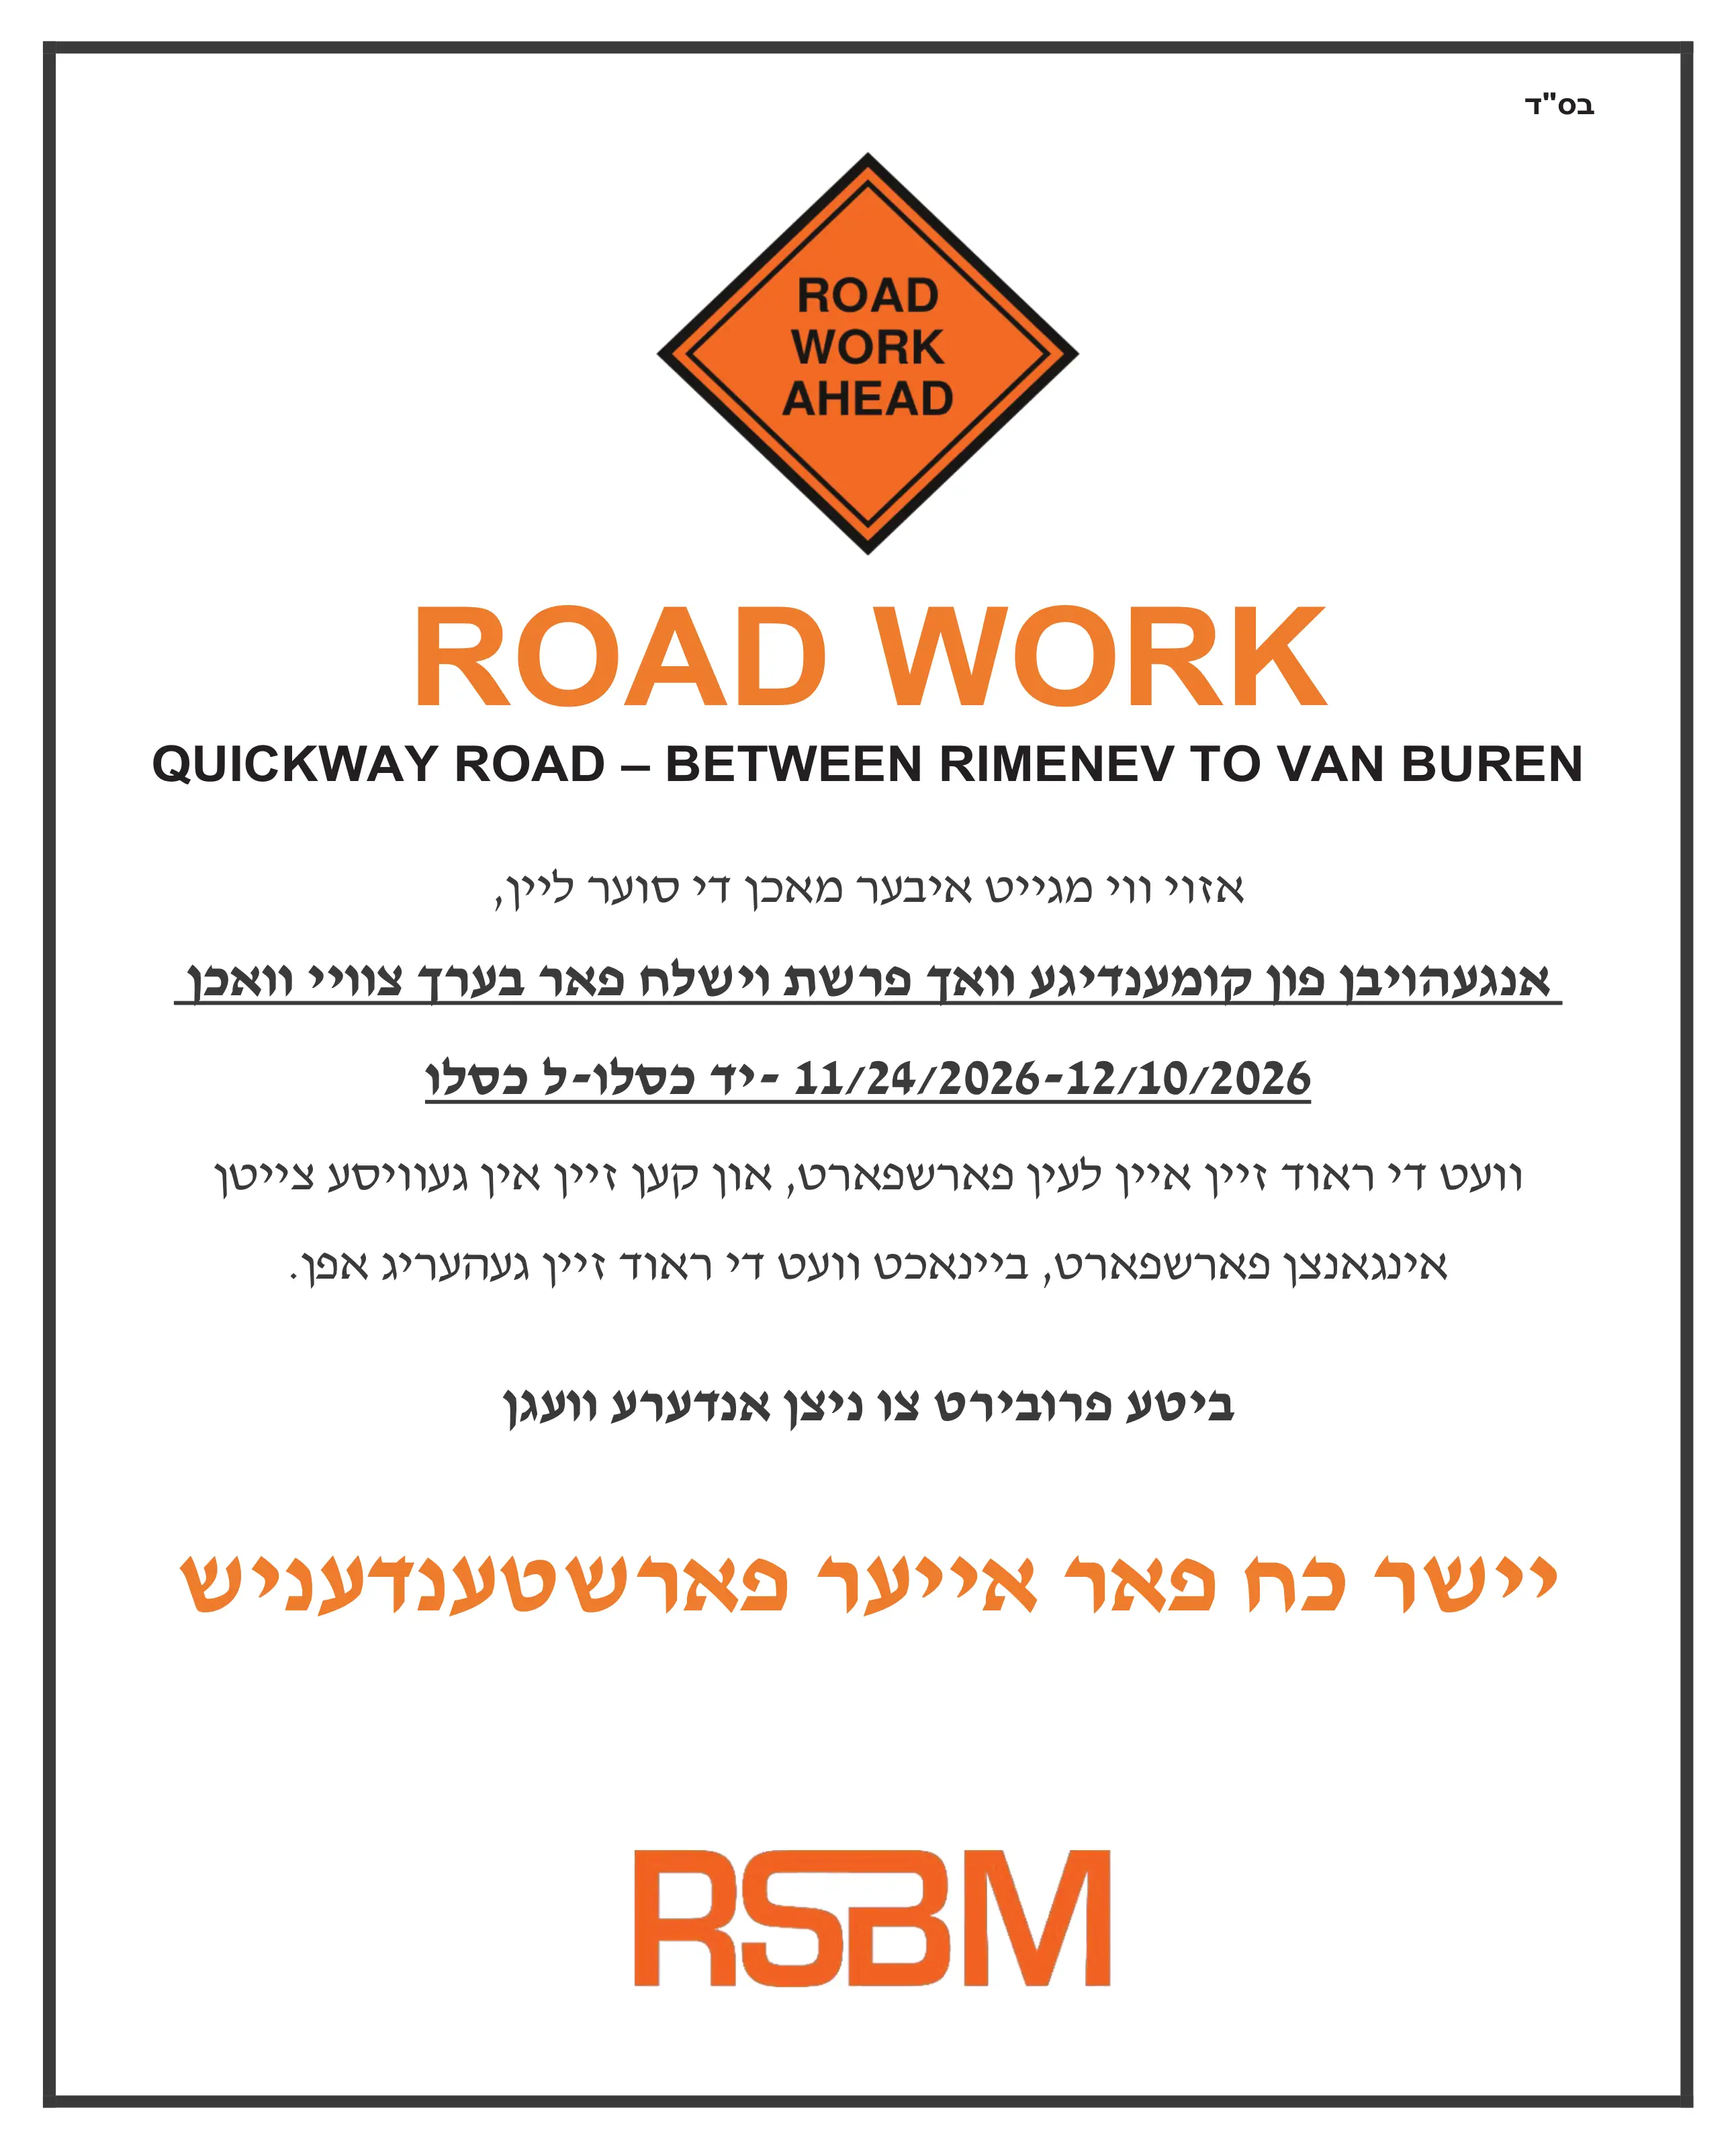 בס"ד
ROAD
WORK
AHEAD
ROAD WORK
QUICKWAY ROAD – BETWEEN RIMENEV TO VAN BUREN
אזוי ווי מגייט איבער מאכן די סוער ליין,
אנגעהויבן פון קומענדיגע וואך פרשת וישלח פאר בערך צוויי וואכן
11/24/2026-12/10/2026 -יד כסלו-ל כסלו
וועט די ראוד זיין איין לעין פארשפארט, און קען זיין אין געוויסע צייטן
אינגאנצן פארשפארט, ביינאכט וועט די ראוד זיין געהעריג אפן.
ביטע פרובירט צו ניצן אנדערע וועגן
יישר כח פאר אייער פארשטענדעניש
RSBM